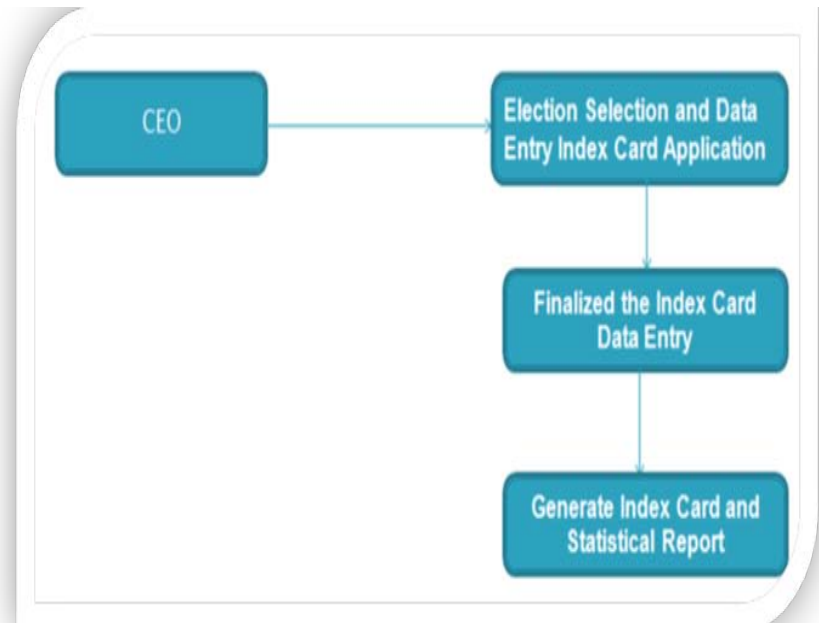 CEO
Election Selection and Data
Entry Index Card Application
Finalized the Index Card
Data Entry
Generate Index Card and
Statistical Report